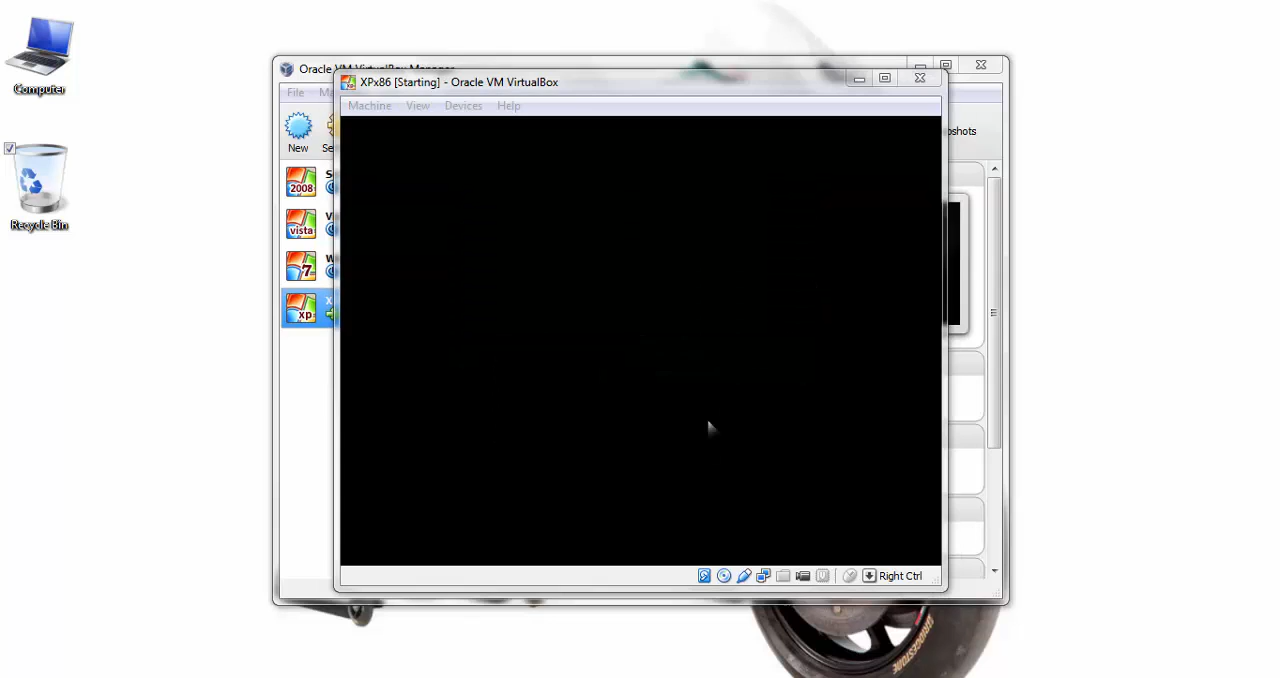 Computer
Recycle Bin
Oracle VM VirtualBox Manager
File
XPx86 [Starting] - Oracle VM VirtualBox
Machine View Devices Help
New
2008
vista
7
xp
Right Ctrl
BRIDGESTONE